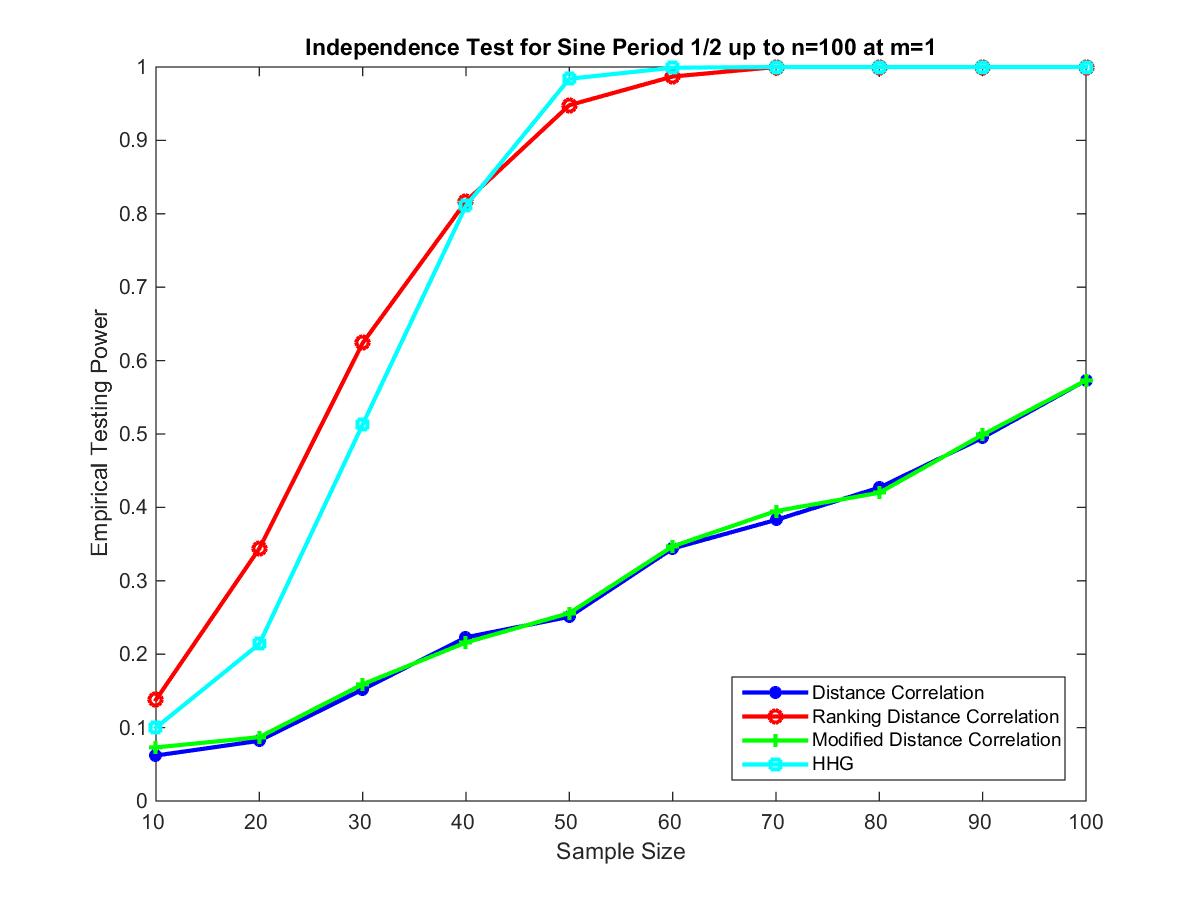 Independence Test for Sine Period 1/2 up to n=100 at m=1
1
0.9
0.8
0.7
0.6
0.5
0.4
0.3
0.2
0.1
0
Empirical Testing Power
10 20 30 40 50 60 70 80 90 100
Sample Size
Distance Correlation
Ranking Distance Correlation
Modified Distance Correlation
HHG